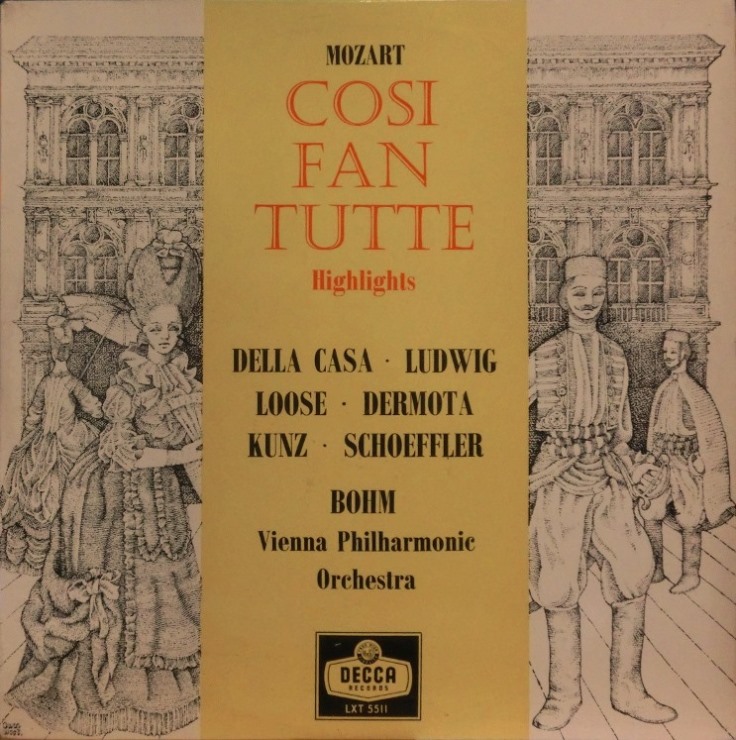 MOZART
COSI
FAN
TUTTE
Highlights
DELLA CASA · LUDWIG
LOOSE · DERMOTA
KUNZ · SCHOEFFLER
BOHM
Vienna Philharmonic
Orchestra
DECCA
RECORDS
LXT 5511